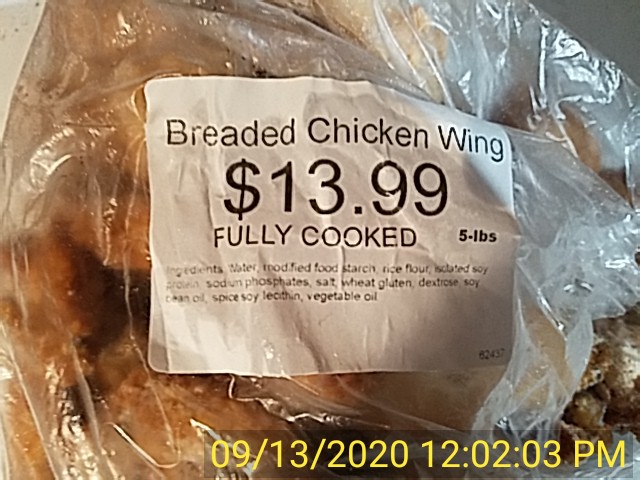 Breaded Chicken Wing
$13.99
FULLY COOKED 5-lbs
Ingredients: Water, modified food starch, rice flour, isolated soy
protein, sodiun phosphates, salt, wheat gluten, dextrose, soy
bean oil, spice soy lecithin, vegetable oil
62437
09/13/2020 12:02:03 PM